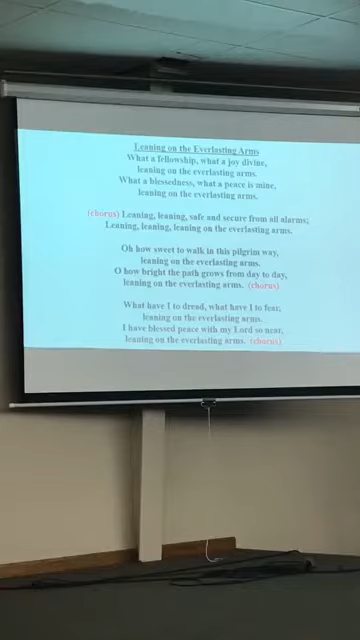 Leaning on the Everlasting Arms
What a fellowship, what a joy divine,
leaning on the everlasting arms.
What a blessedness, what a peace is mine,
leaning on the everlasting arms.
(chorus) Leaning, leaning, safe and secure from all alarms;
Leaning, leaning, leaning on the everlasting arms.
Oh how sweet to walk in this pilgrim way,
leaning on the everlasting arms.
O how bright the path grows from day to day,
leaning on the everlasting arms. (chorus)
What have I to dread, what have I to fear,
leaning on the everlasting arms.
I have blessed peace with my Lord so near,
leaning on the everlasting arms. (chorus)